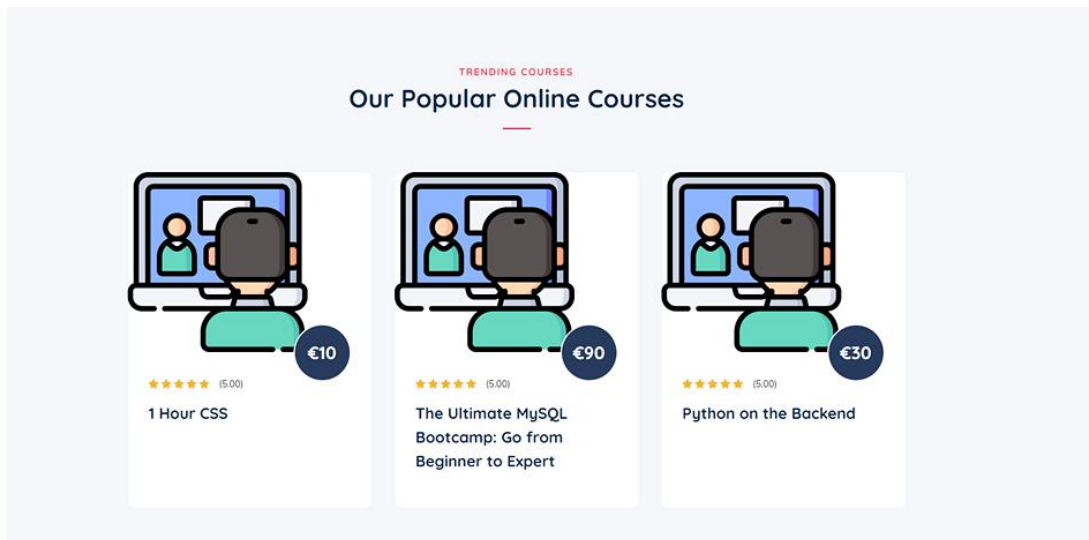 TRENDING COURSES
Our Popular Online Courses
€10
(5.00)
1 Hour CSS
€90
(5.00)
The Ultimate MySQL
Bootcamp: Go from
Beginner to Expert
€30
(5.00)
Python on the Backend